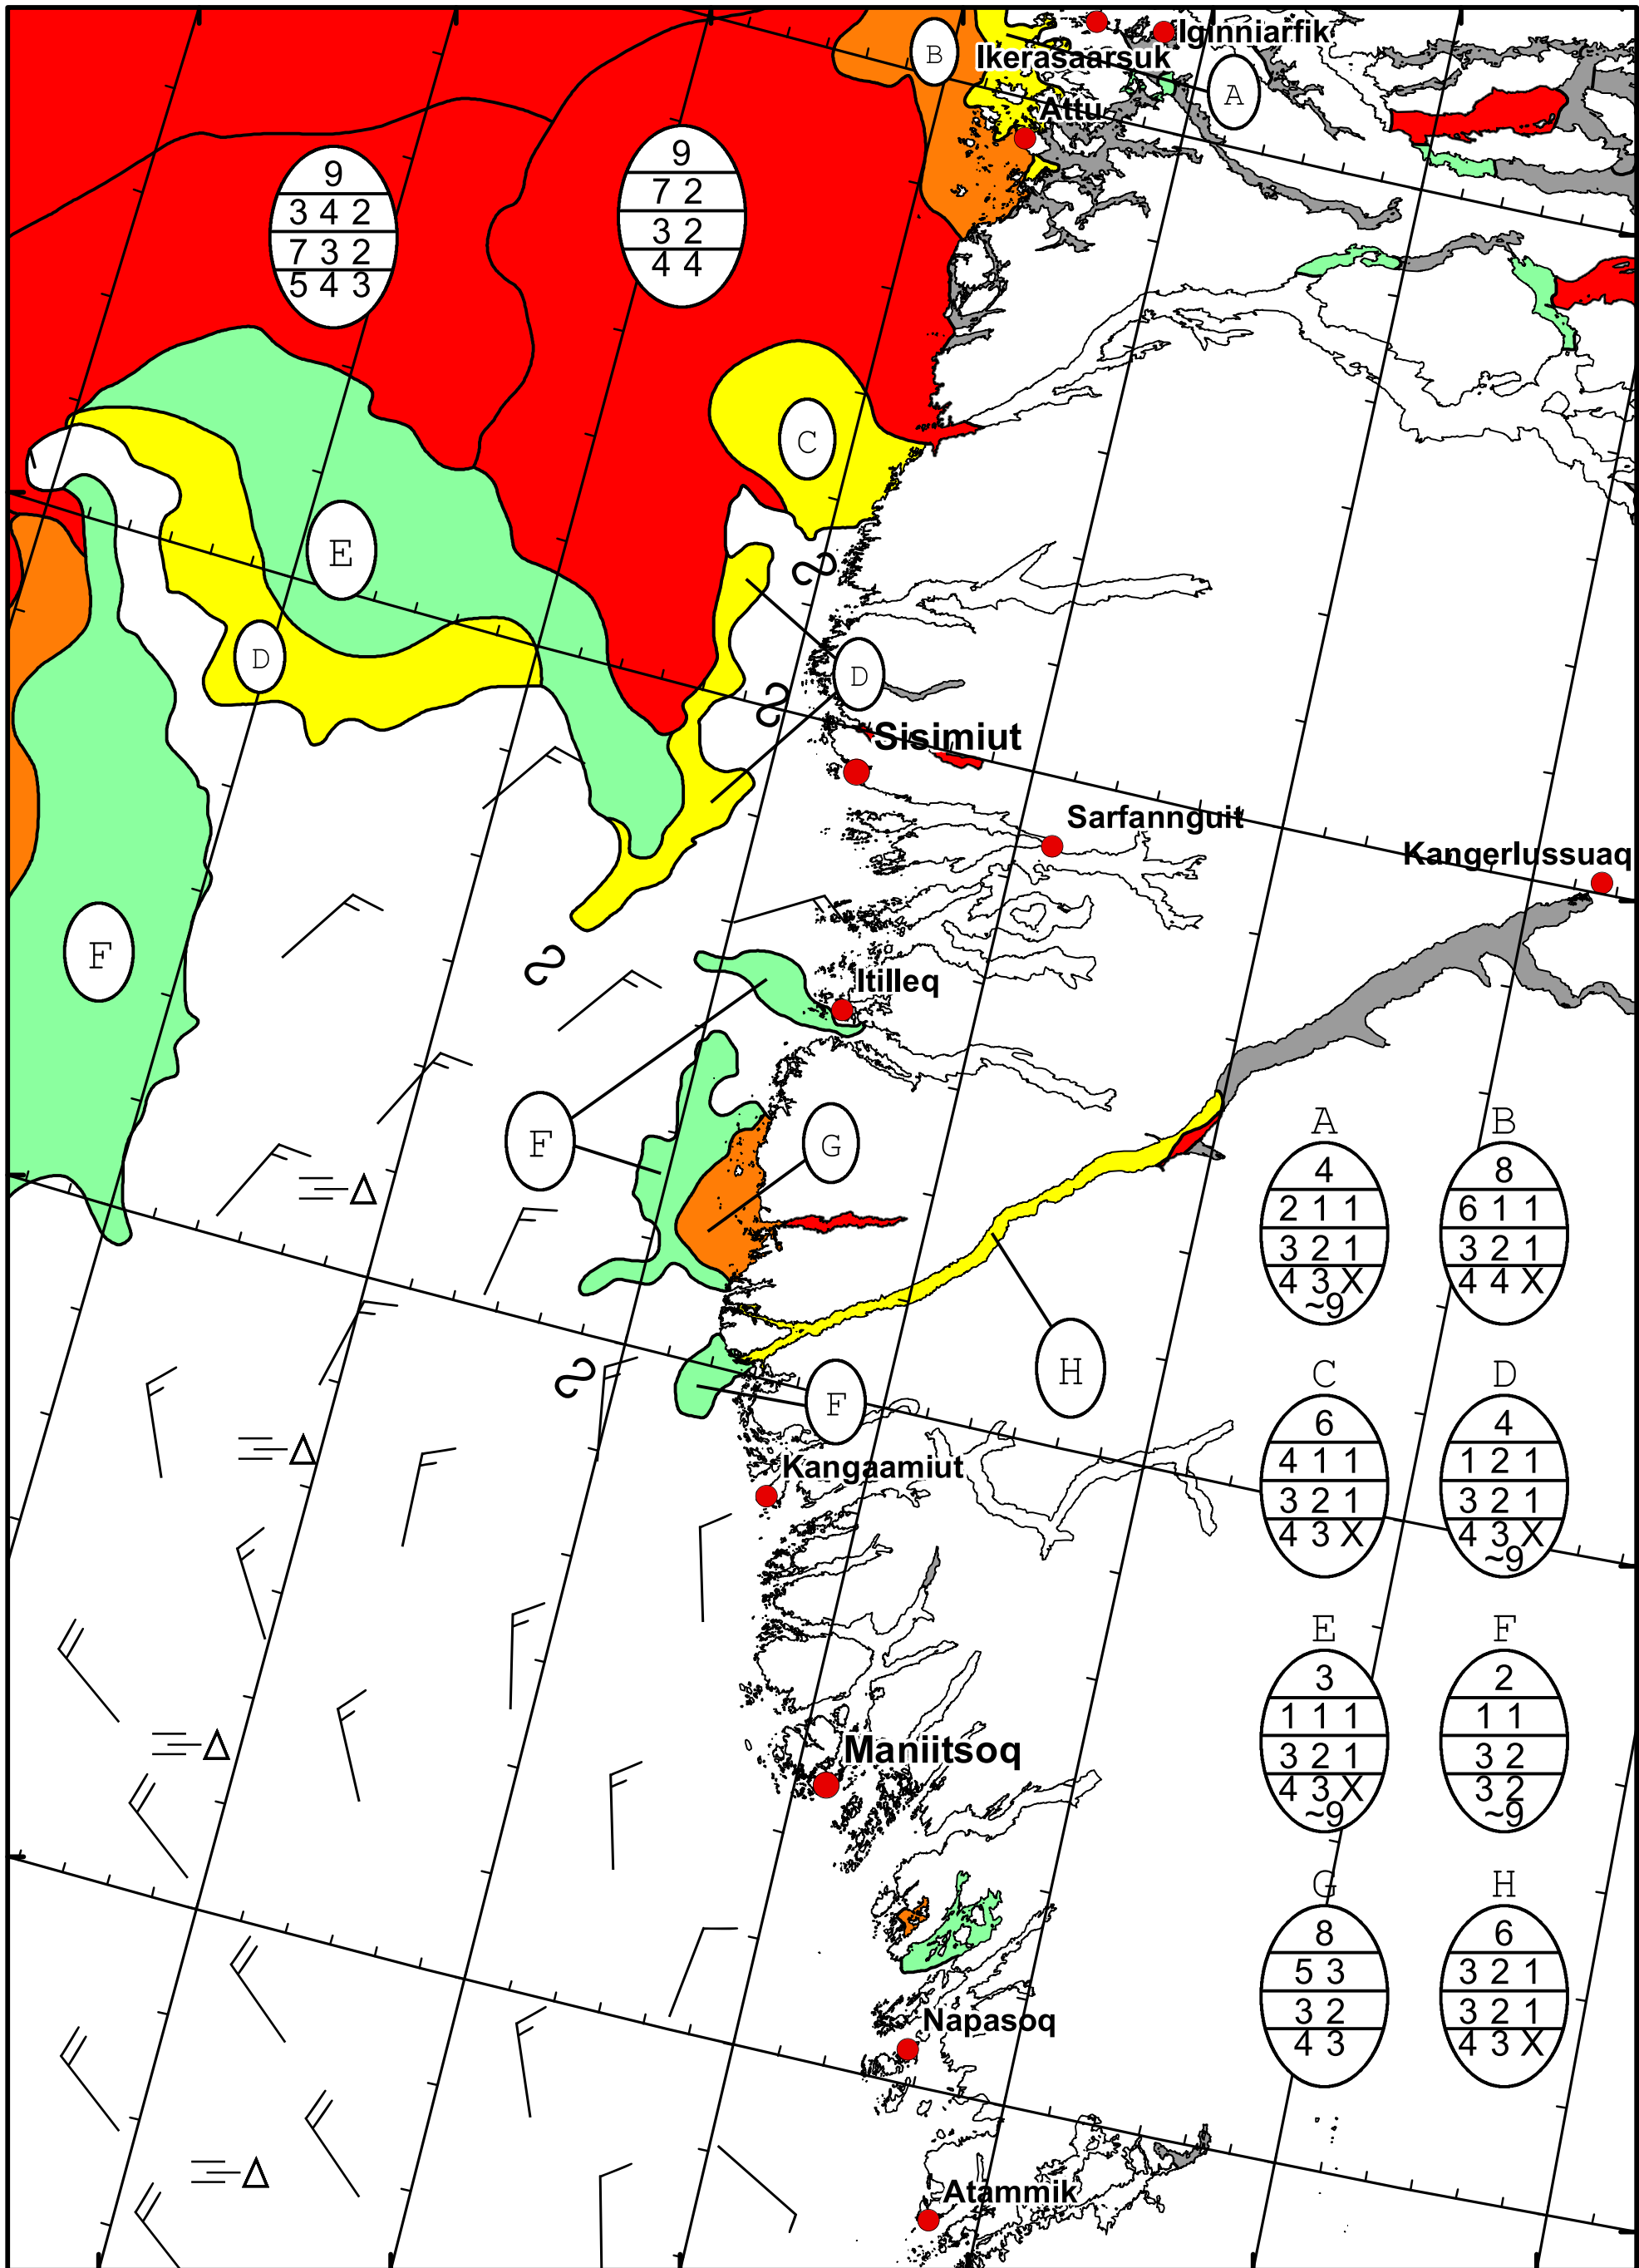 Iginniarfik
B
Ikerasaarsuk
A
Attu
9
3 4 2
7 3 2
5 4 3
9
7 2
3 2
4 4
C
E
D
D
Sisimiut
Sarfannguit
Kangerlussuaq
F
Itilleq
F
G
H
F
Kangaamiut
Maniitsoq
Napasoq
Atammik
A
4
2 1 1
3 2 1
4 3 X
~9
B
8
6 1 1
3 2 1
4 4 X
C
6
4 1 1
3 2 1
4 3 X
D
4
1 2 1
3 2 1
4 3 X
~9
E
3
1 1 1
3 2 1
4 3 X
~9
F
2
1 1
3 2
3 2
~9
G
8
5 3
3 2
4 3
H
6
3 2 1
3 2 1
4 3 X